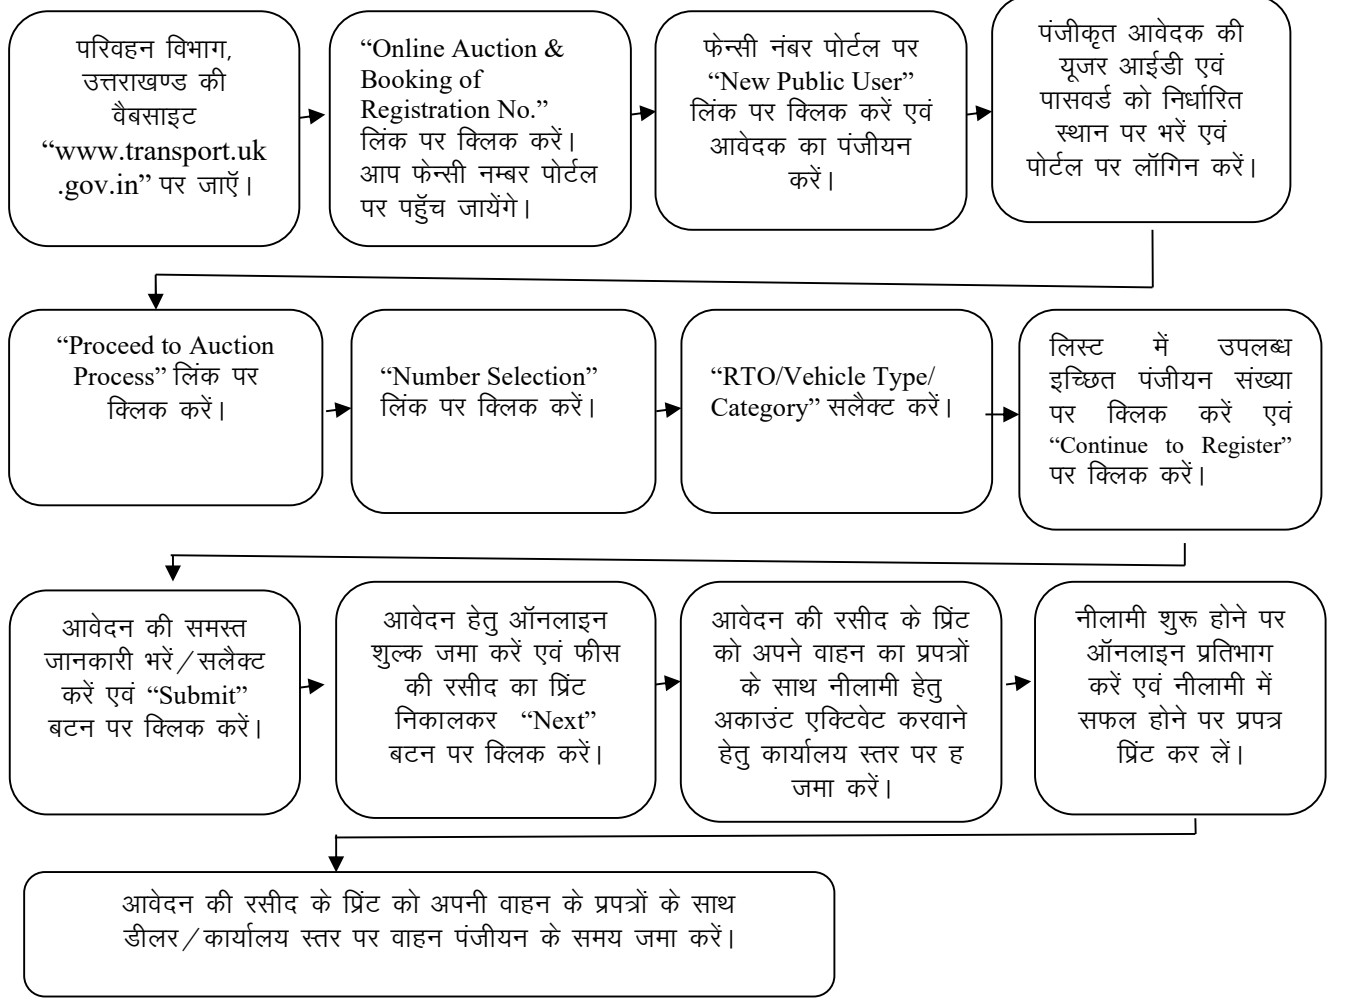 परिवहन विभाग,
उत्तराखण्ड की
वैबसाइट
“www.transport.uk
.gov.in” पर जाऍ।
“Online Auction &
Booking of
Registration No.”
लिंक पर क्लिक करें।
आप फेन्सी नम्बर पोर्टल
पर पहुॅच जायेंगे।
फेन्सी नंबर पोर्टल पर
“New Public User”
लिंक पर क्लिक करें एवं
आवेदक का पंजीयन
करें।
पंजीकृत आवेदक की
यूजर आईडी एवं
पासवर्ड को निर्धारित
स्थान पर भरें एवं
पोर्टल पर लॉगिन करें।
“Proceed to Auction
Process” लिंक पर
क्लिक करें।
“Number Selection”
लिंक पर क्लिक करें।
“RTO/Vehicle Type/
Category” सलैक्ट करें।
लिस्ट में उपलब्ध
इच्छित पंजीयन संख्या
पर क्लिक करें एवं
“Continue to Register”
पर क्लिक करें।
आवेदन की समस्त
जानकारी भरें/सलैक्ट
करें एवं “Submit”
बटन पर क्लिक करें।
आवेदन हेतु ऑनलाइन
शुल्क जमा करें एवं फीस
की रसीद का प्रिंट
निकालकर “Next”
बटन पर क्लिक करें।
आवेदन की रसीद के प्रिंट
को अपने वाहन का प्रपत्रों
के साथ नीलामी हेतु
अकाउंट एक्टिवेट करवाने
हेतु कार्यालय स्तर पर ह
जमा करें।
नीलामी शुरू होने पर
ऑनलाइन प्रतिभाग
करें एवं नीलामी में
सफल होने पर प्रपत्र
प्रिंट कर लें।
आवेदन की रसीद के प्रिंट को अपनी वाहन के प्रपत्रों के साथ
डीलर/कार्यालय स्तर पर वाहन पंजीयन के समय जमा करें।